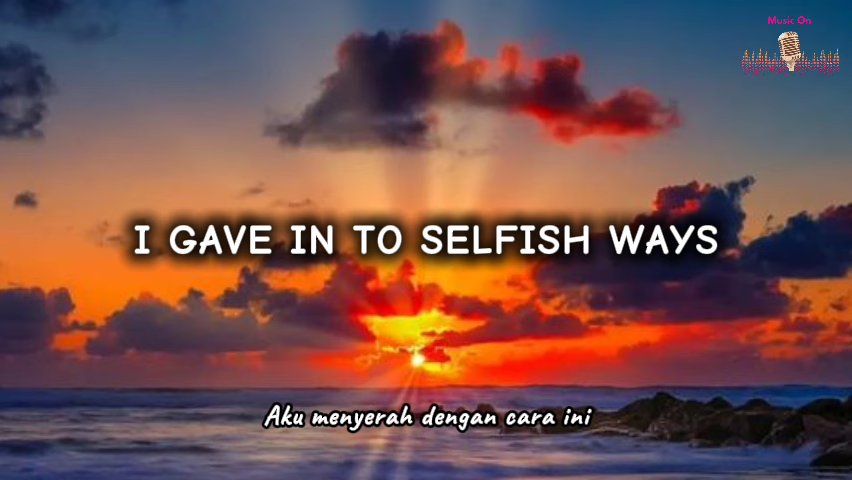 Music On
I GAVE IN TO SELFISH WAYS
Aku menyerah dengan cara ini